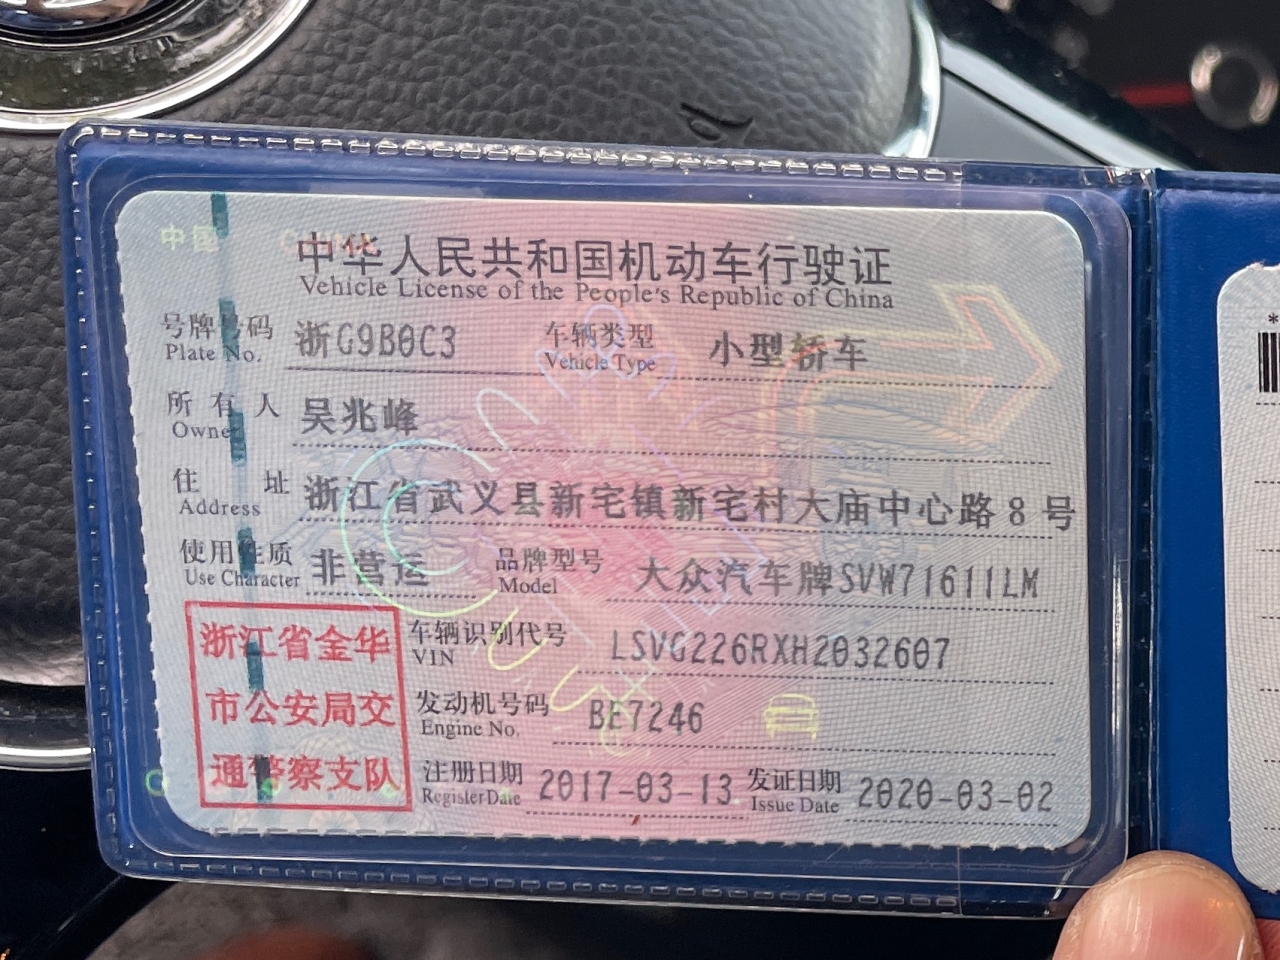 中国 CHINA
中华人民共和国机动车行驶证
Vehicle License of the People's Republic of China
号牌号码 浙G9B0C3 车辆类型 小型轿车
Plate No. Vehicle Type
所有人 吴兆峰
Owner
住址 浙江省武义县新宅镇新宅村大庙中心路8号
Address
使用性质 非营运 品牌型号 大众汽车牌SVW71611LM
Use Character Model
浙江省金华
市公安局交
通警察支队
车辆识别代号 LSVG226RXH2032607
VIN
发动机号码 BE7246
Engine No.
注册日期 2017-03-13 发证日期 2020-03-02
Register Date Issue Date